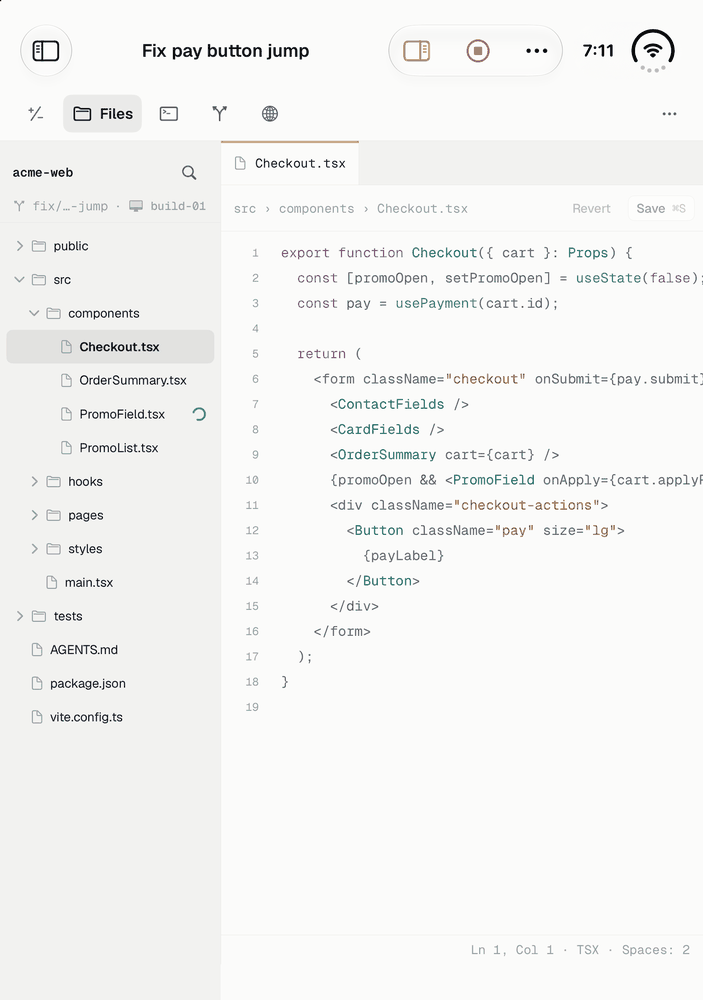 Fix pay button jump
7:11
Files
acme-web
fix/…-jump · build-01
public
src
components
Checkout.tsx
OrderSummary.tsx
PromoField.tsx
PromoList.tsx
hooks
pages
styles
main.tsx
tests
AGENTS.md
package.json
vite.config.ts
Checkout.tsx
src › components › Checkout.tsx
Revert
Save ⌘S
1 export function Checkout({ cart }: Props) {
2 const [promoOpen, setPromoOpen] = useState(false);
3 const pay = usePayment(cart.id);
4
5 return (
6 <form className="checkout" onSubmit={pay.submit}
7 <ContactFields />
8 <CardFields />
9 <OrderSummary cart={cart} />
10 {promoOpen && <PromoField onApply={cart.applyP
11 <div className="checkout-actions">
12 <Button className="pay" size="lg">
13 {payLabel}
14 </Button>
15 </div>
16 </form>
17 );
18 }
19
Ln 1, Col 1 · TSX · Spaces: 2